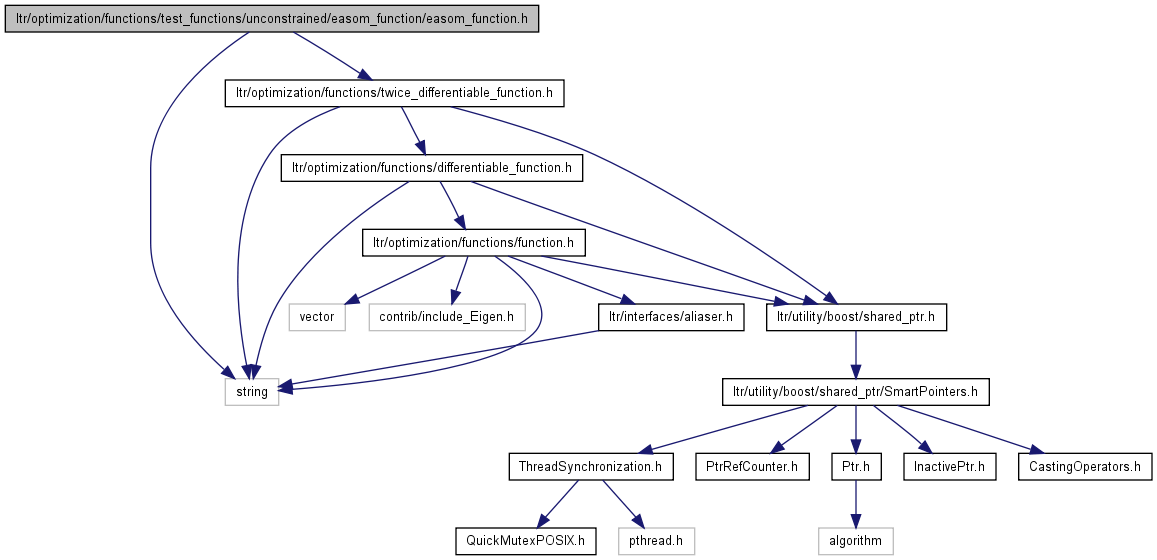 ltr/optimization/functions/test_functions/unconstrained/easom_function/easom_function.h
ltr/optimization/functions/twice_differentiable_function.h
ltr/optimization/functions/differentiable_function.h
ltr/optimization/functions/function.h
vector
contrib/include_Eigen.h
ltr/interfaces/aliaser.h
ltr/utility/boost/shared_ptr.h
string
ltr/utility/boost/shared_ptr/SmartPointers.h
ThreadSynchronization.h
PtrRefCounter.h
Ptr.h
InactivePtr.h
CastingOperators.h
QuickMutexPOSIX.h
pthread.h
algorithm